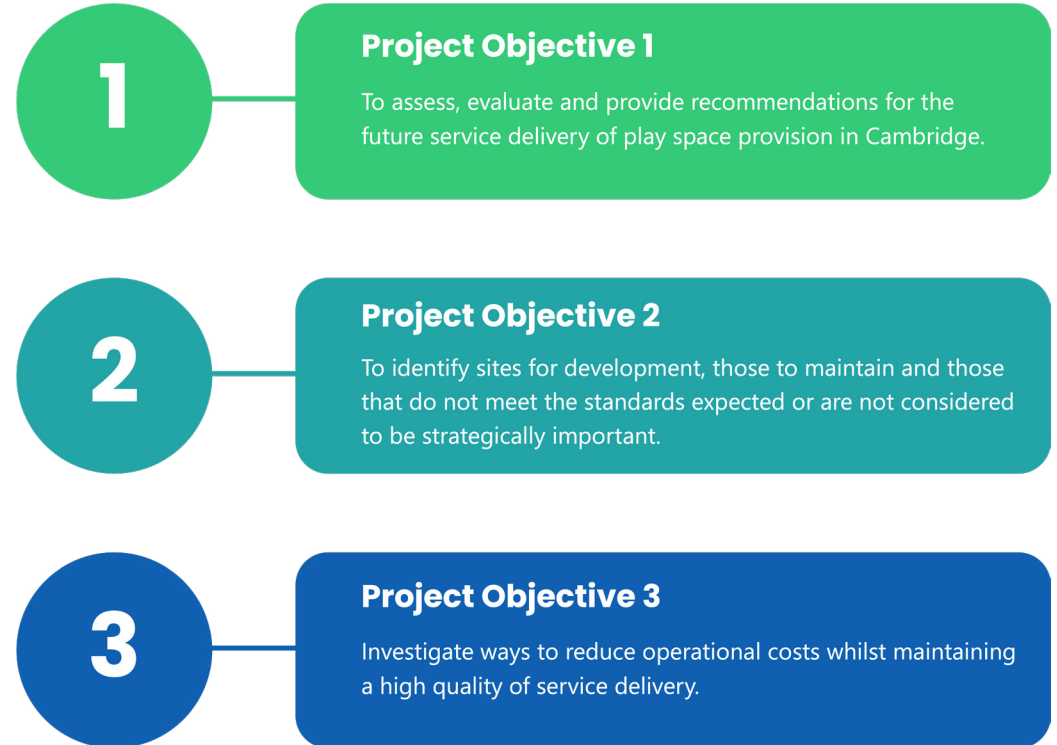 1
Project Objective 1
To assess, evaluate and provide recommendations for the
future service delivery of play space provision in Cambridge.
2
Project Objective 2
To identify sites for development, those to maintain and those
that do not meet the standards expected or are not considered
to be strategically important.
3
Project Objective 3
Investigate ways to reduce operational costs whilst maintaining
a high quality of service delivery.